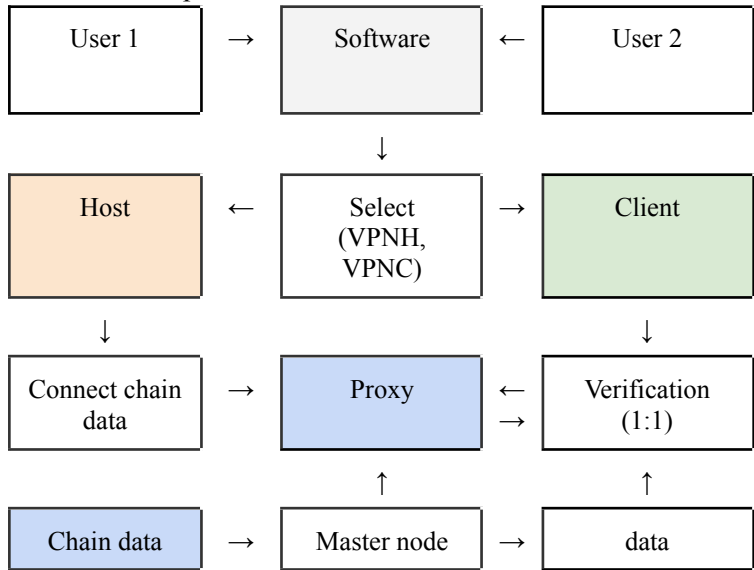 User 1 → Software ← User 2
↓
Host ← Select → Client
(VPNH,
VPNC)
↓ ↓
Connect chain → Proxy ← Verification
data → (1:1)
↑ ↑
Chain data → Master node → data